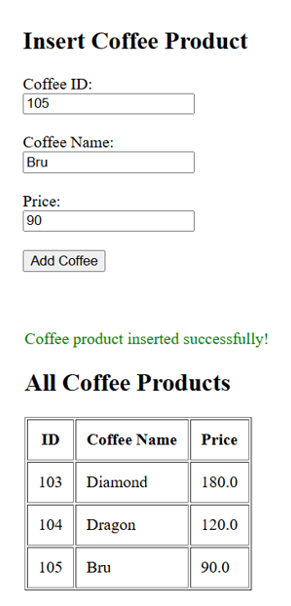 Insert Coffee Product
Coffee ID:
105
Coffee Name:
Bru
Price:
90
Add Coffee
Coffee product inserted successfully!
All Coffee Products
ID Coffee Name Price
103 Diamond 180.0
104 Dragon 120.0
105 Bru 90.0